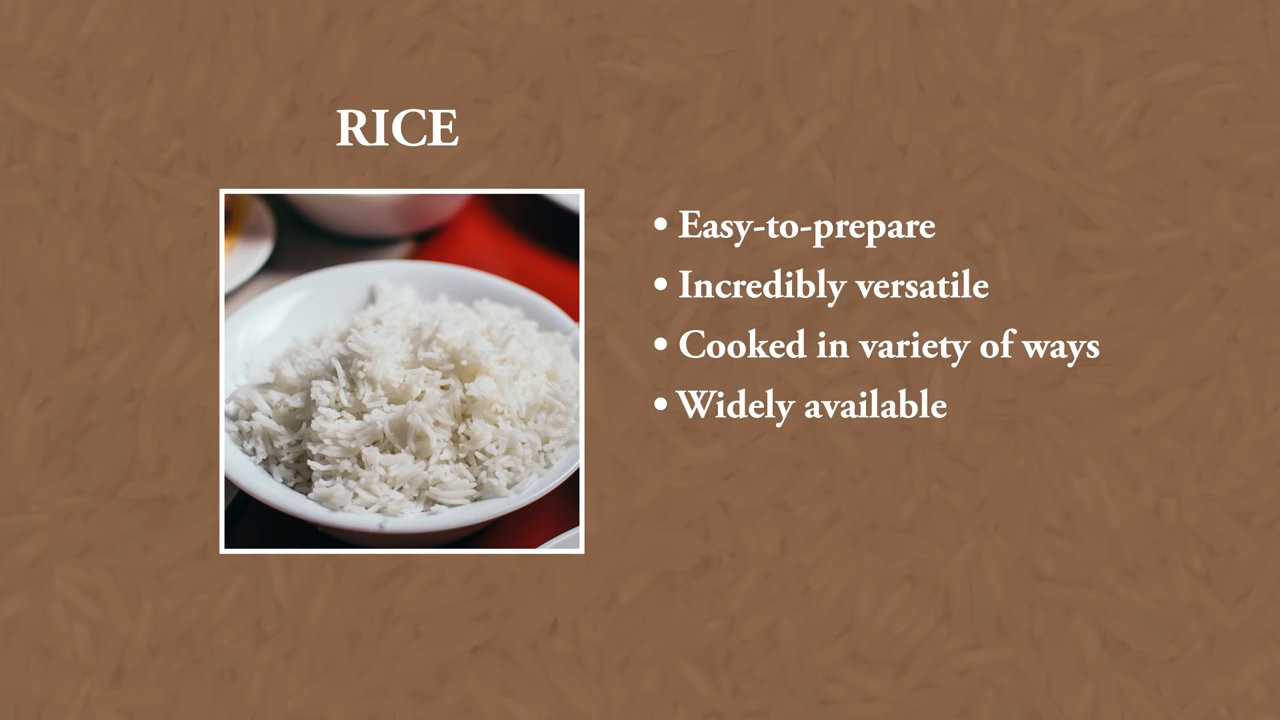 RICE
• Easy-to-prepare
• Incredibly versatile
• Cooked in variety of ways
• Widely available